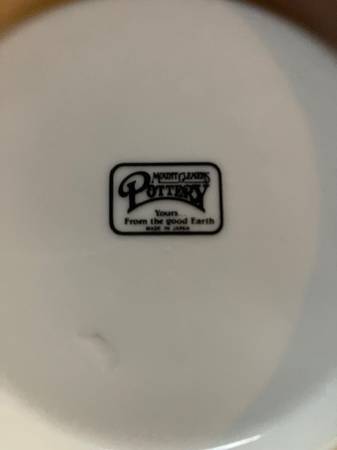 MOUNT CLEMENS
POTTERY
Yours...
From the good Earth
MADE IN JAPAN